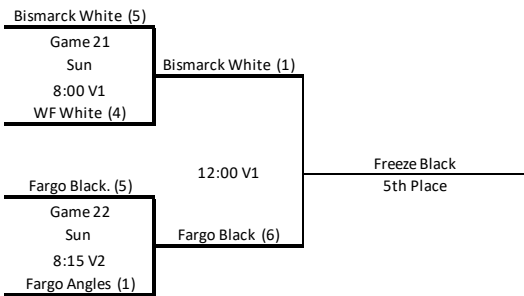 Bismarck White (5)
Game 21
Sun
8:00 V1
WF White (4)
Bismarck White (1)
12:00 V1
Freeze Black
5th Place
Fargo Black. (5)
Game 22
Sun
8:15 V2
Fargo Angles (1)
Fargo Black (6)